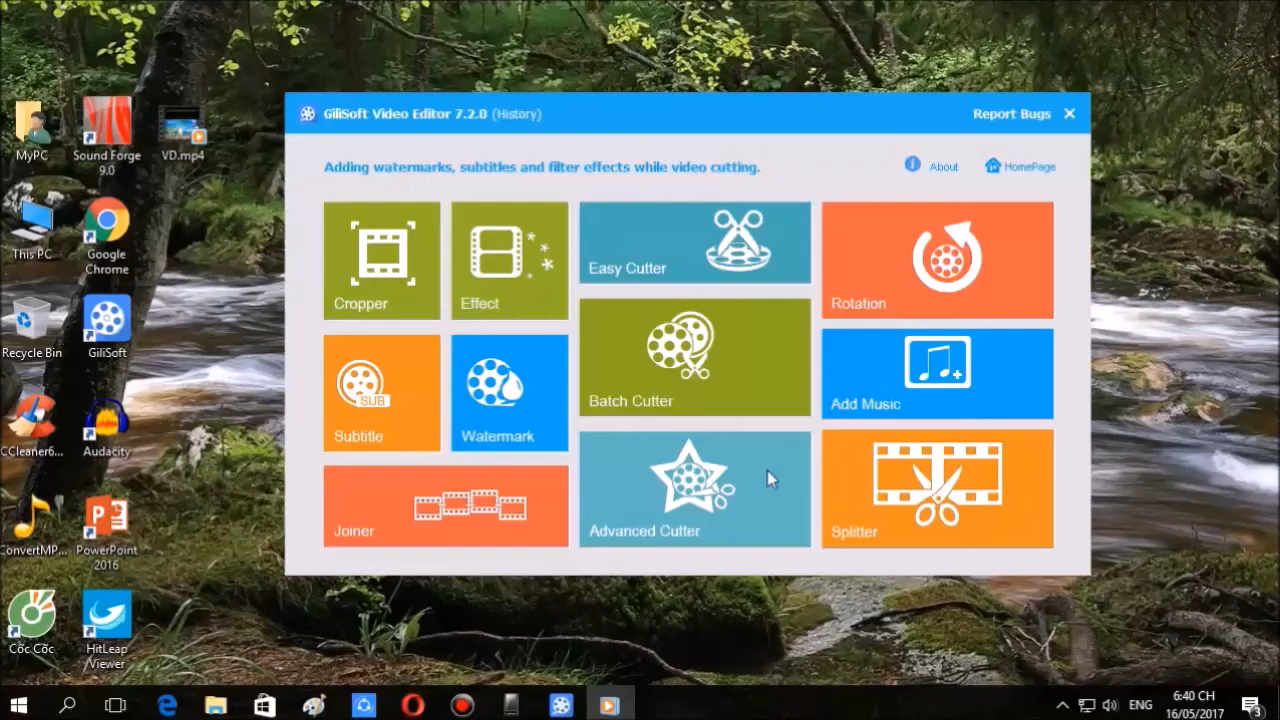 MyPC
Sound Forge
9.0
VD.mp4
This PC
Google
Chrome
Recycle Bin
GiliSoft
CCleaner6...
Audacity
ConvertMP...
PowerPoint
2016
Cốc Cốc
HitLeap
Viewer
GiliSoft Video Editor 7.2.0 (History)
Report Bugs
Adding watermarks, subtitles and filter effects while video cutting.
About
HomePage
Cropper
Effect
Easy Cutter
Rotation
SUB
Subtitle
Watermark
Batch Cutter
Add Music
Joiner
Advanced Cutter
Splitter
ENG
6:40 CH
16/05/2017
3